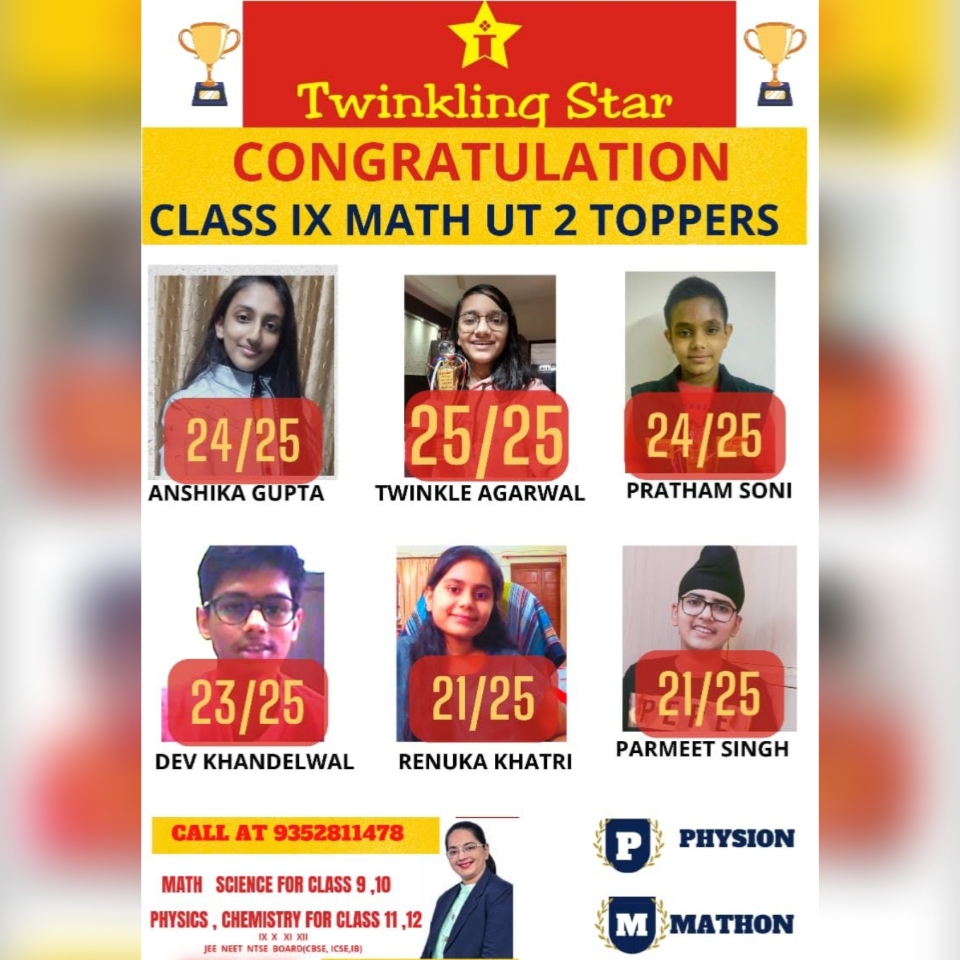 T
Twinkling Star
CONGRATULATION
CLASS IX MATH UT 2 TOPPERS
24/25
25/25
24/25
ANSHIKA GUPTA
TWINKLE AGARWAL
PRATHAM SONI
23/25
21/25
21/25
DEV KHANDELWAL
RENUKA KHATRI
PARMEET SINGH
CALL AT 9352811478
MATH SCIENCE FOR CLASS 9 ,10
PHYSICS , CHEMISTRY FOR CLASS 11 ,12
IX X XI XII
JEE NEET NTSE BOARD(CBSE, ICSE,IB)
P PHYSION
M MATHON